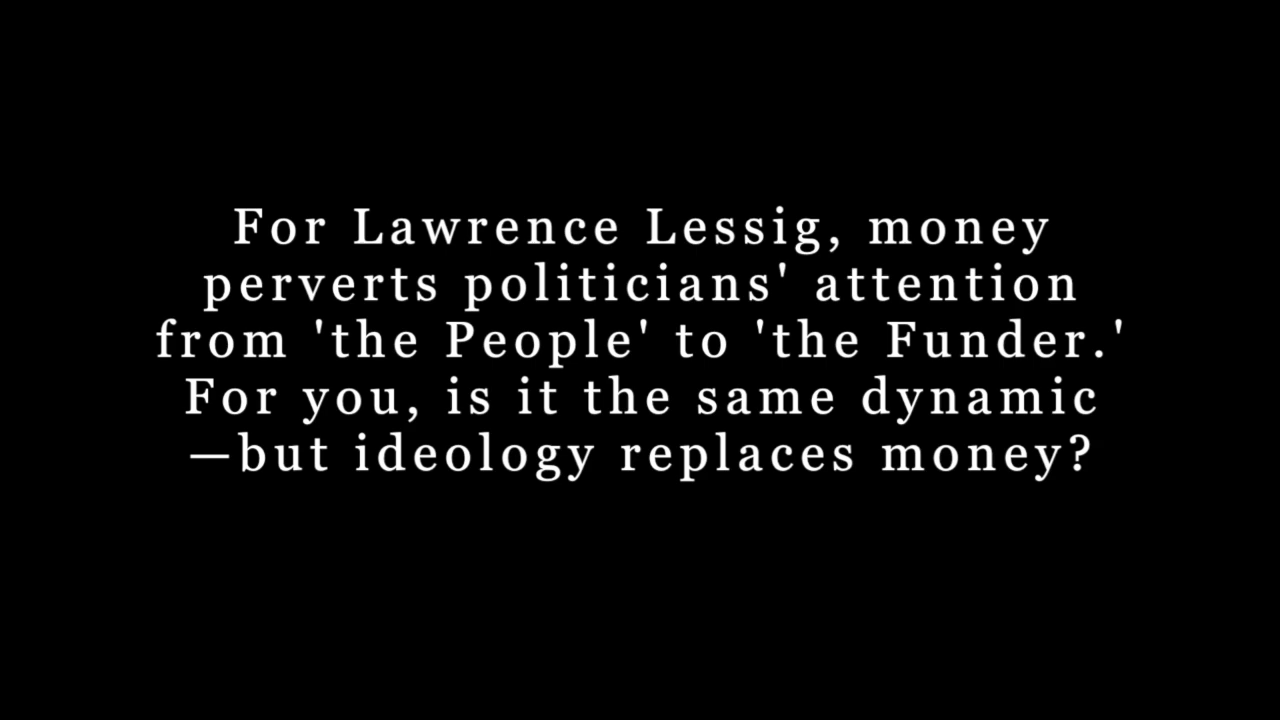 For Lawrence Lessig, money
perverts politicians' attention
from 'the People' to 'the Funder.'
For you, is it the same dynamic
—but ideology replaces money?